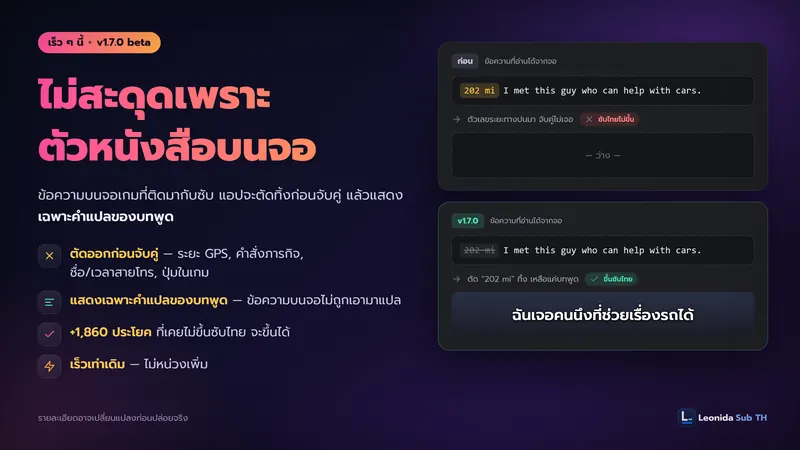 เร็ว ๆ นี้ • v1.7.0 beta
ไม่สะดุดเพราะ
ตัวหนังสือบนจอ
ข้อความบนจอเกมที่ติดมากับซับ แอปจะตัดทิ้งก่อนจับคู่ แล้วแสดง
เฉพาะคำแปลของบทพูด
ตัดออกก่อนจับคู่ — ระยะ GPS, คำสั่งภารกิจ,
ชื่อ/เวลาสายโทร, ปุ่มในเกม
แสดงเฉพาะคำแปลของบทพูด — ข้อความบนจอไม่ถูกเอามาแปล
+1,860 ประโยค ที่เคยไม่ขึ้นซับไทย จะขึ้นได้
เร็วเท่าเดิม — ไม่หน่วงเพิ่ม
รายละเอียดอาจเปลี่ยนแปลงก่อนปล่อยจริง
ก่อน ข้อความที่อ่านได้จากจอ
202 mi I met this guy who can help with cars.
→ ตัวเลขระยะทางปนมา จับคู่ไม่เจอ × ซับไทยไม่ขึ้น
— ว่าง —
v1.7.0 ข้อความที่อ่านได้จากจอ
202 mi I met this guy who can help with cars.
→ ตัด “202 mi” ทิ้ง เหลือแค่บทพูด ✓ ขึ้นซับไทย
ฉันเจอคนนึงที่ช่วยเรื่องรถได้
L Leonida Sub TH